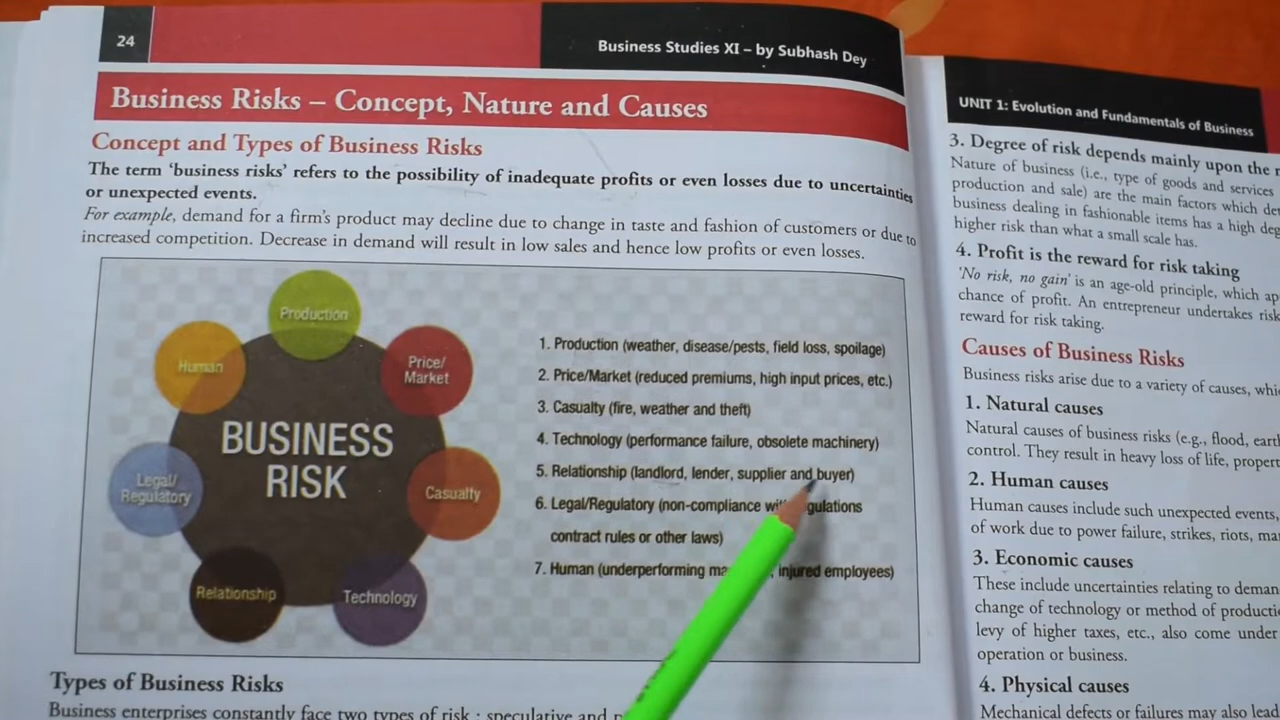 24
Business Studies XI – by Subhash Dey
Business Risks – Concept, Nature and Causes
Concept and Types of Business Risks
The term ‘business risks’ refers to the possibility of inadequate profits or even losses due to uncertainties
or unexpected events.
For example, demand for a firm’s product may decline due to change in taste and fashion of customers or due to
increased competition. Decrease in demand will result in low sales and hence low profits or even losses.
Production
Human
Price/
Market
BUSINESS
RISK
Legal/
Regulatory
Casualty
Relationship
Technology
1. Production (weather, disease/pests, field loss, spoilage)
2. Price/Market (reduced premiums, high input prices, etc.)
3. Casualty (fire, weather and theft)
4. Technology (performance failure, obsolete machinery)
5. Relationship (landlord, lender, supplier and buyer)
6. Legal/Regulatory (non-compliance
contract rules or other laws)
7. Human (underperforming injured employees)
Types of Business Risks
Business enterprises constantly face two types of risk : speculative and
UNIT 1: Evolution and Fundamentals of Business
3. Degree of risk depends mainly upon the
Nature of business (i.e., type of goods and services
production and sale) are the main factors which
business dealing in fashionable items has a high
higher risk than what a small scale has.
4. Profit is the reward for risk taking
‘No risk, no gain’ is an age-old principle, which
chance of profit. An entrepreneur undertakes
reward for risk taking.
Causes of Business Risks
Business risks arise due to a variety of causes,
1. Natural causes
Natural causes of business risks (e.g., flood,
control. They result in heavy loss of life,
2. Human causes
Human causes include such unexpected events,
of work due to power failure, strikes, riots,
3. Economic causes
These include uncertainties relating to
change of technology or method of
levy of higher taxes, etc., also come under
operation or business.
4. Physical causes
Mechanical defects or failures may also lead